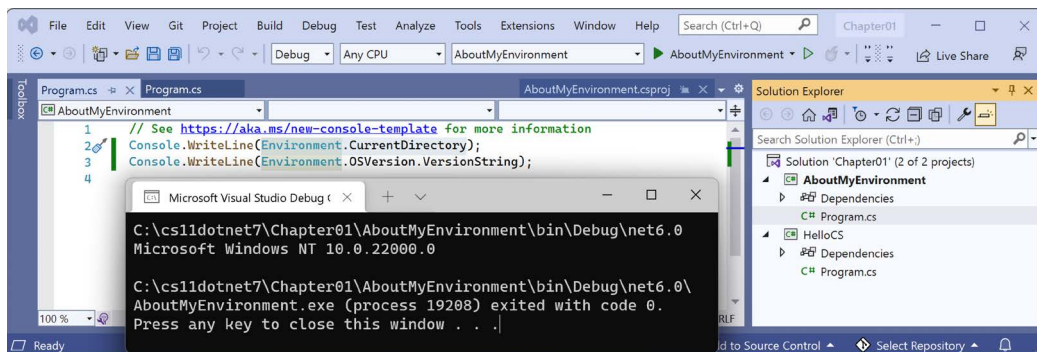 File Edit View Git Project Build Debug Test Analyze Tools Extensions Window Help Search (Ctrl+Q) Chapter01
Debug Any CPU AboutMyEnvironment AboutMyEnvironment Live Share
Toolbox
Program.cs Program.cs AboutMyEnvironment.csproj
AboutMyEnvironment
1 // See https://aka.ms/new-console-template for more information
2 Console.WriteLine(Environment.CurrentDirectory);
3 Console.WriteLine(Environment.OSVersion.VersionString);
4
Microsoft Visual Studio Debug
C:\cs11dotnet7\Chapter01\AboutMyEnvironment\bin\Debug\net6.0
Microsoft Windows NT 10.0.22000.0
C:\cs11dotnet7\Chapter01\AboutMyEnvironment\bin\Debug\net6.0\
AboutMyEnvironment.exe (process 19208) exited with code 0.
Press any key to close this window . . .
Solution Explorer
Search Solution Explorer (Ctrl+;)
Solution 'Chapter01' (2 of 2 projects)
AboutMyEnvironment
Dependencies
C# Program.cs
HelloCS
Dependencies
C# Program.cs
100 % RLF
Ready d to Source Control Select Repository